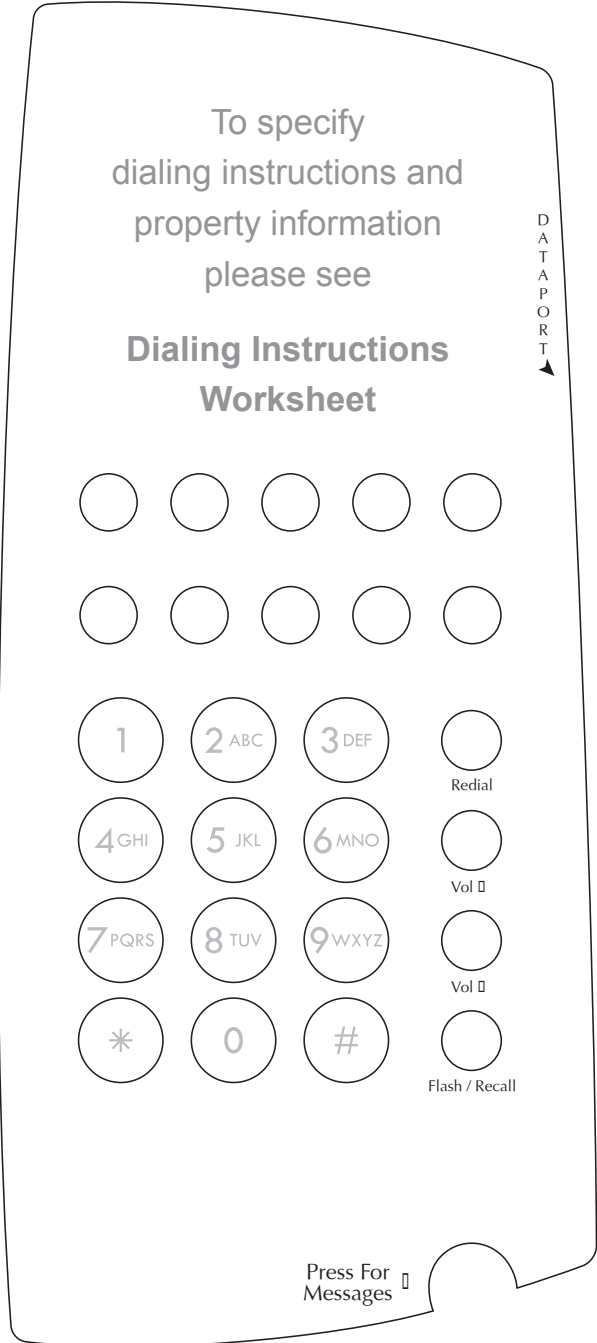 To specify
dialing instructions and
property information
please see
Dialing Instructions
Worksheet
DATAPORT
1 2 ABC 3 DEF
Redial
4 GHI 5 JKL 6 MNO
Vol
7 PQRS 8 TUV 9 WXYZ
Vol
* 0 #
Flash / Recall
Press For
Messages